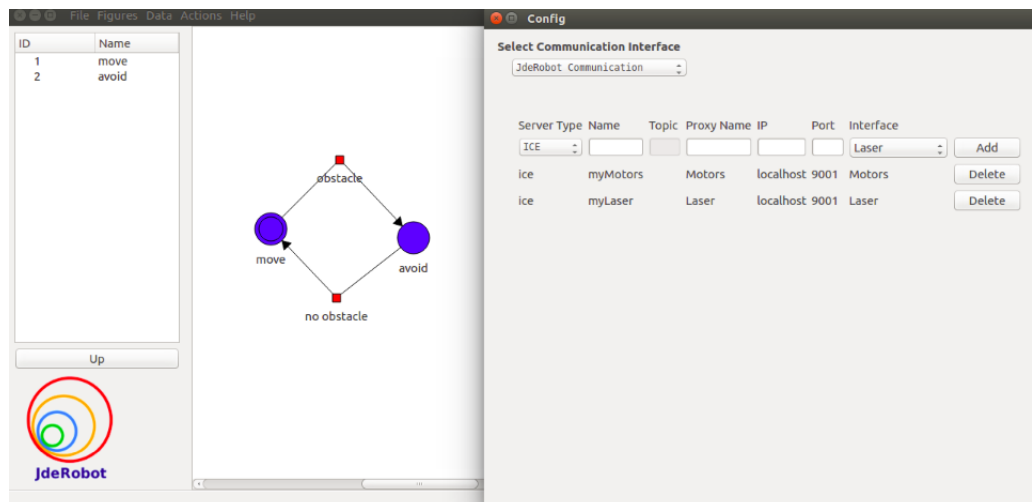 File Figures Data Actions Help
ID Name
1 move
2 avoid
Up
JdeRobot
obstacle
move
avoid
no obstacle
Config
Select Communication Interface
JdeRobot Communication
Server Type Name Topic Proxy Name IP Port Interface
ICE Laser Add
ice myMotors Motors localhost 9001 Motors Delete
ice myLaser Laser localhost 9001 Laser Delete